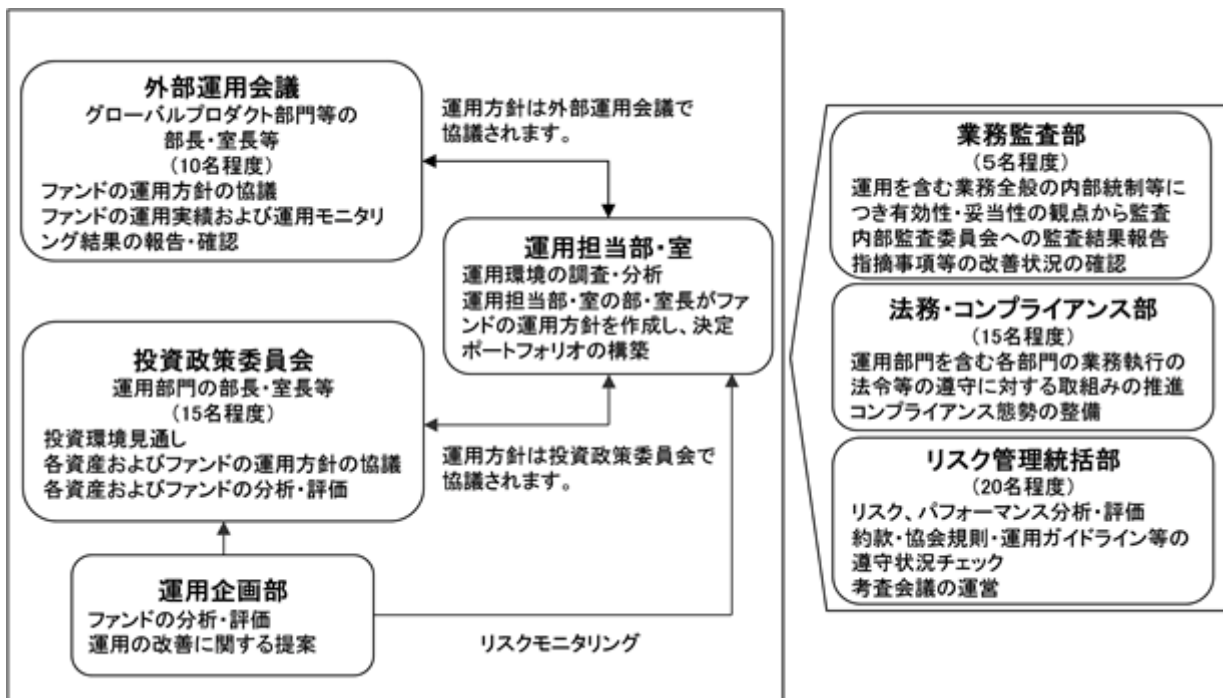 外部運用会議
グローバルプロダクト部門等の
部長・室長等
(10名程度)
ファンドの運用方針の協議
ファンドの運用実績および運用モニタリ
ング結果の報告・確認
運用方針は外部運用会議で
協議されます。
運用担当部・室
運用環境の調査・分析
運用担当部・室の部・室長がファ
ンドの運用方針を作成し、決定
ポートフォリオの構築
投資政策委員会
運用部門の部長・室長等
(15名程度)
投資環境見通し
各資産およびファンドの運用方針の協議
各資産およびファンドの分析・評価
運用方針は投資政策委員会で
協議されます。
運用企画部
ファンドの分析・評価
運用の改善に関する提案
リスクモニタリング
業務監査部
(5名程度)
運用を含む業務全般の内部統制等に
つき有効性・妥当性の観点から監査
内部監査委員会への監査結果報告
指摘事項等の改善状況の確認
法務・コンプライアンス部
(15名程度)
運用部門を含む各部門の業務執行の
法令等の遵守に対する取組みの推進
コンプライアンス態勢の整備
リスク管理統括部
(20名程度)
リスク、パフォーマンス分析・評価
約款・協会規則・運用ガイドライン等の
遵守状況チェック
考査会議の運営